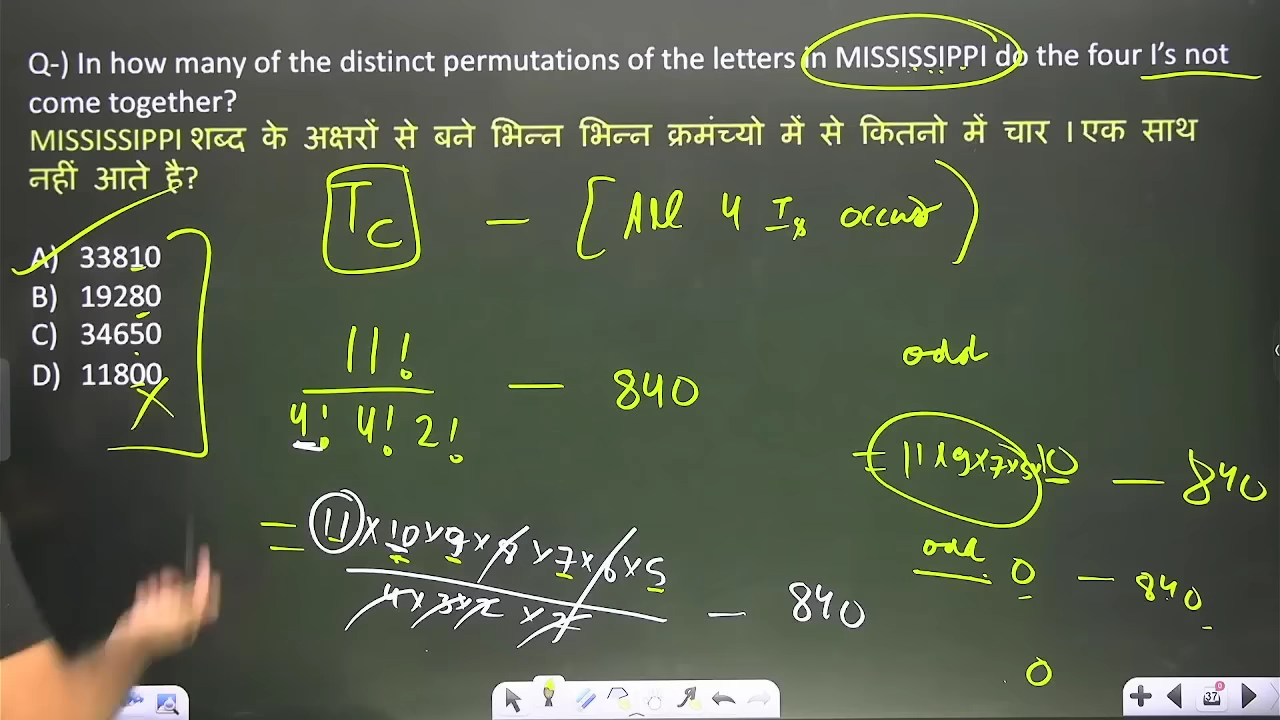 Q-) In how many of the distinct permutations of the letters in MISSISSIPPI do the four I's not
come together?
MISSISSIPPI शब्द के अक्षरों से बने भिन्न भिन्न क्रमंच्यो में से कितनो में चार I एक साथ
नहीं आते है?
A) 33810
B) 19280
C) 34650
D) 11800
TC - [All 4 Is occur)
11! / 4! 4! 2! - 840
odd
= 11×9×7×5×10 - 840
= 11×10×9×8×7×6×5 / 4×3×2×2 - 840
odd 0 - 840
0
37